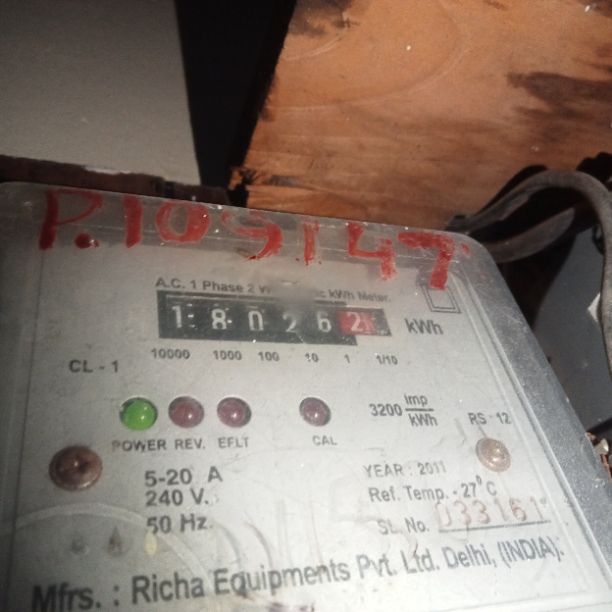 P.109147
A.C. 1 Phase 2 kWh Meter.
1 8 0 2 6 2 kWh
10000 1000 100 10 1 1/10
CL - 1
3200 imp/kWh
RS - 12
POWER REV. EFLT CAL
5-20 A
240 V.
50 Hz.
YEAR : 2011
Ref. Temp. - 27°C
SL. No. 033161
Mfrs. : Richa Equipments Pvt. Ltd. Delhi, (INDIA).